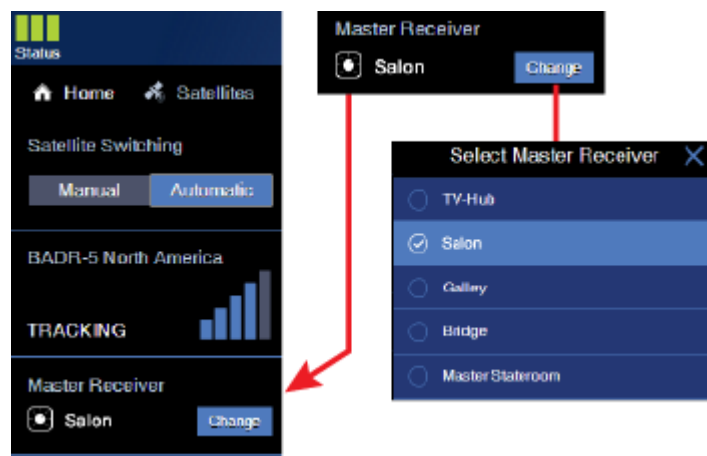 Status
Home Satellites
Satellite Switching
Manual Automatic
BADR-5 North America
TRACKING
Master Receiver
Salon Change
Master Receiver
Salon Change
Select Master Receiver
TV-Hub
Salon
Galley
Bridge
Master Stateroom